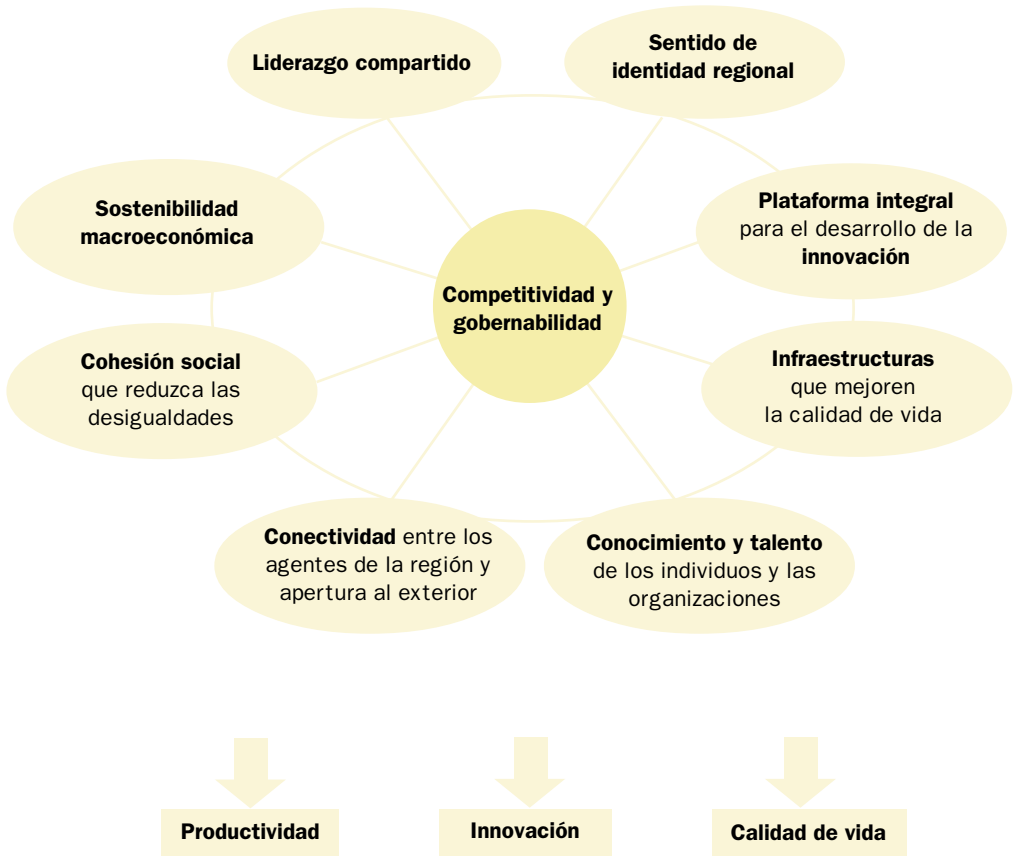 Liderazgo compartido
Sentido de
identidad regional
Sostenibilidad
macroeconómica
Plataforma integral
para el desarrollo de la
innovación
Competitividad y
gobernabilidad
Cohesión social
que reduzca las
desigualdades
Infraestructuras
que mejoren
la calidad de vida
Conectividad entre los
agentes de la región y
apertura al exterior
Conocimiento y talento
de los individuos y las
organizaciones
Productividad
Innovación
Calidad de vida